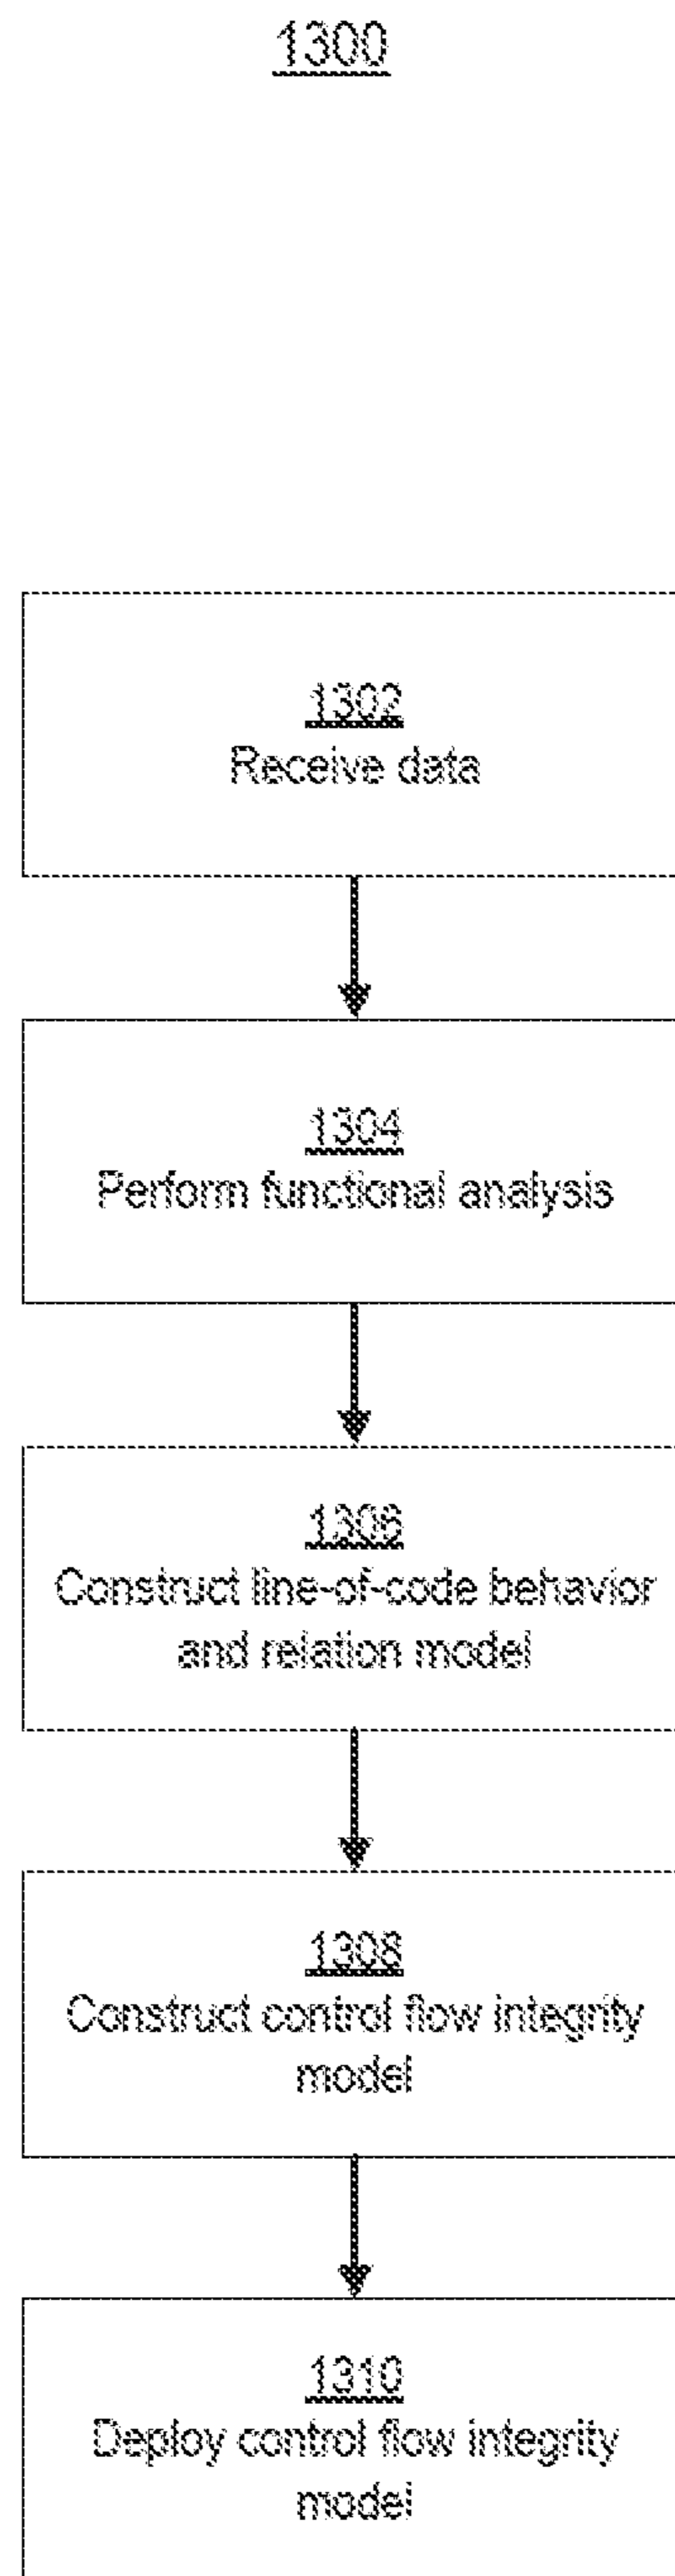 1300
1302
Receive data
1304
Perform functional analysis
1306
Construct line-of-code behavior
and relation model
1308
Construct control flow integrity
model
1310
Deploy control flow integrity
model